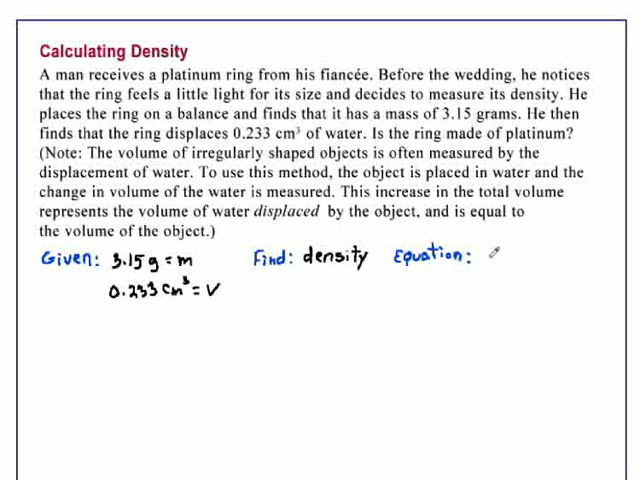 Calculating Density
A man receives a platinum ring from his fiancée. Before the wedding, he notices
that the ring feels a little light for its size and decides to measure its density. He
places the ring on a balance and finds that it has a mass of 3.15 grams. He then
finds that the ring displaces 0.233 cm³ of water. Is the ring made of platinum?
(Note: The volume of irregularly shaped objects is often measured by the
displacement of water. To use this method, the object is placed in water and the
change in volume of the water is measured. This increase in the total volume
represents the volume of water displaced by the object, and is equal to
the volume of the object.)
Given: 3.15 g = m Find: density Equation:
0.233 cm³ = V